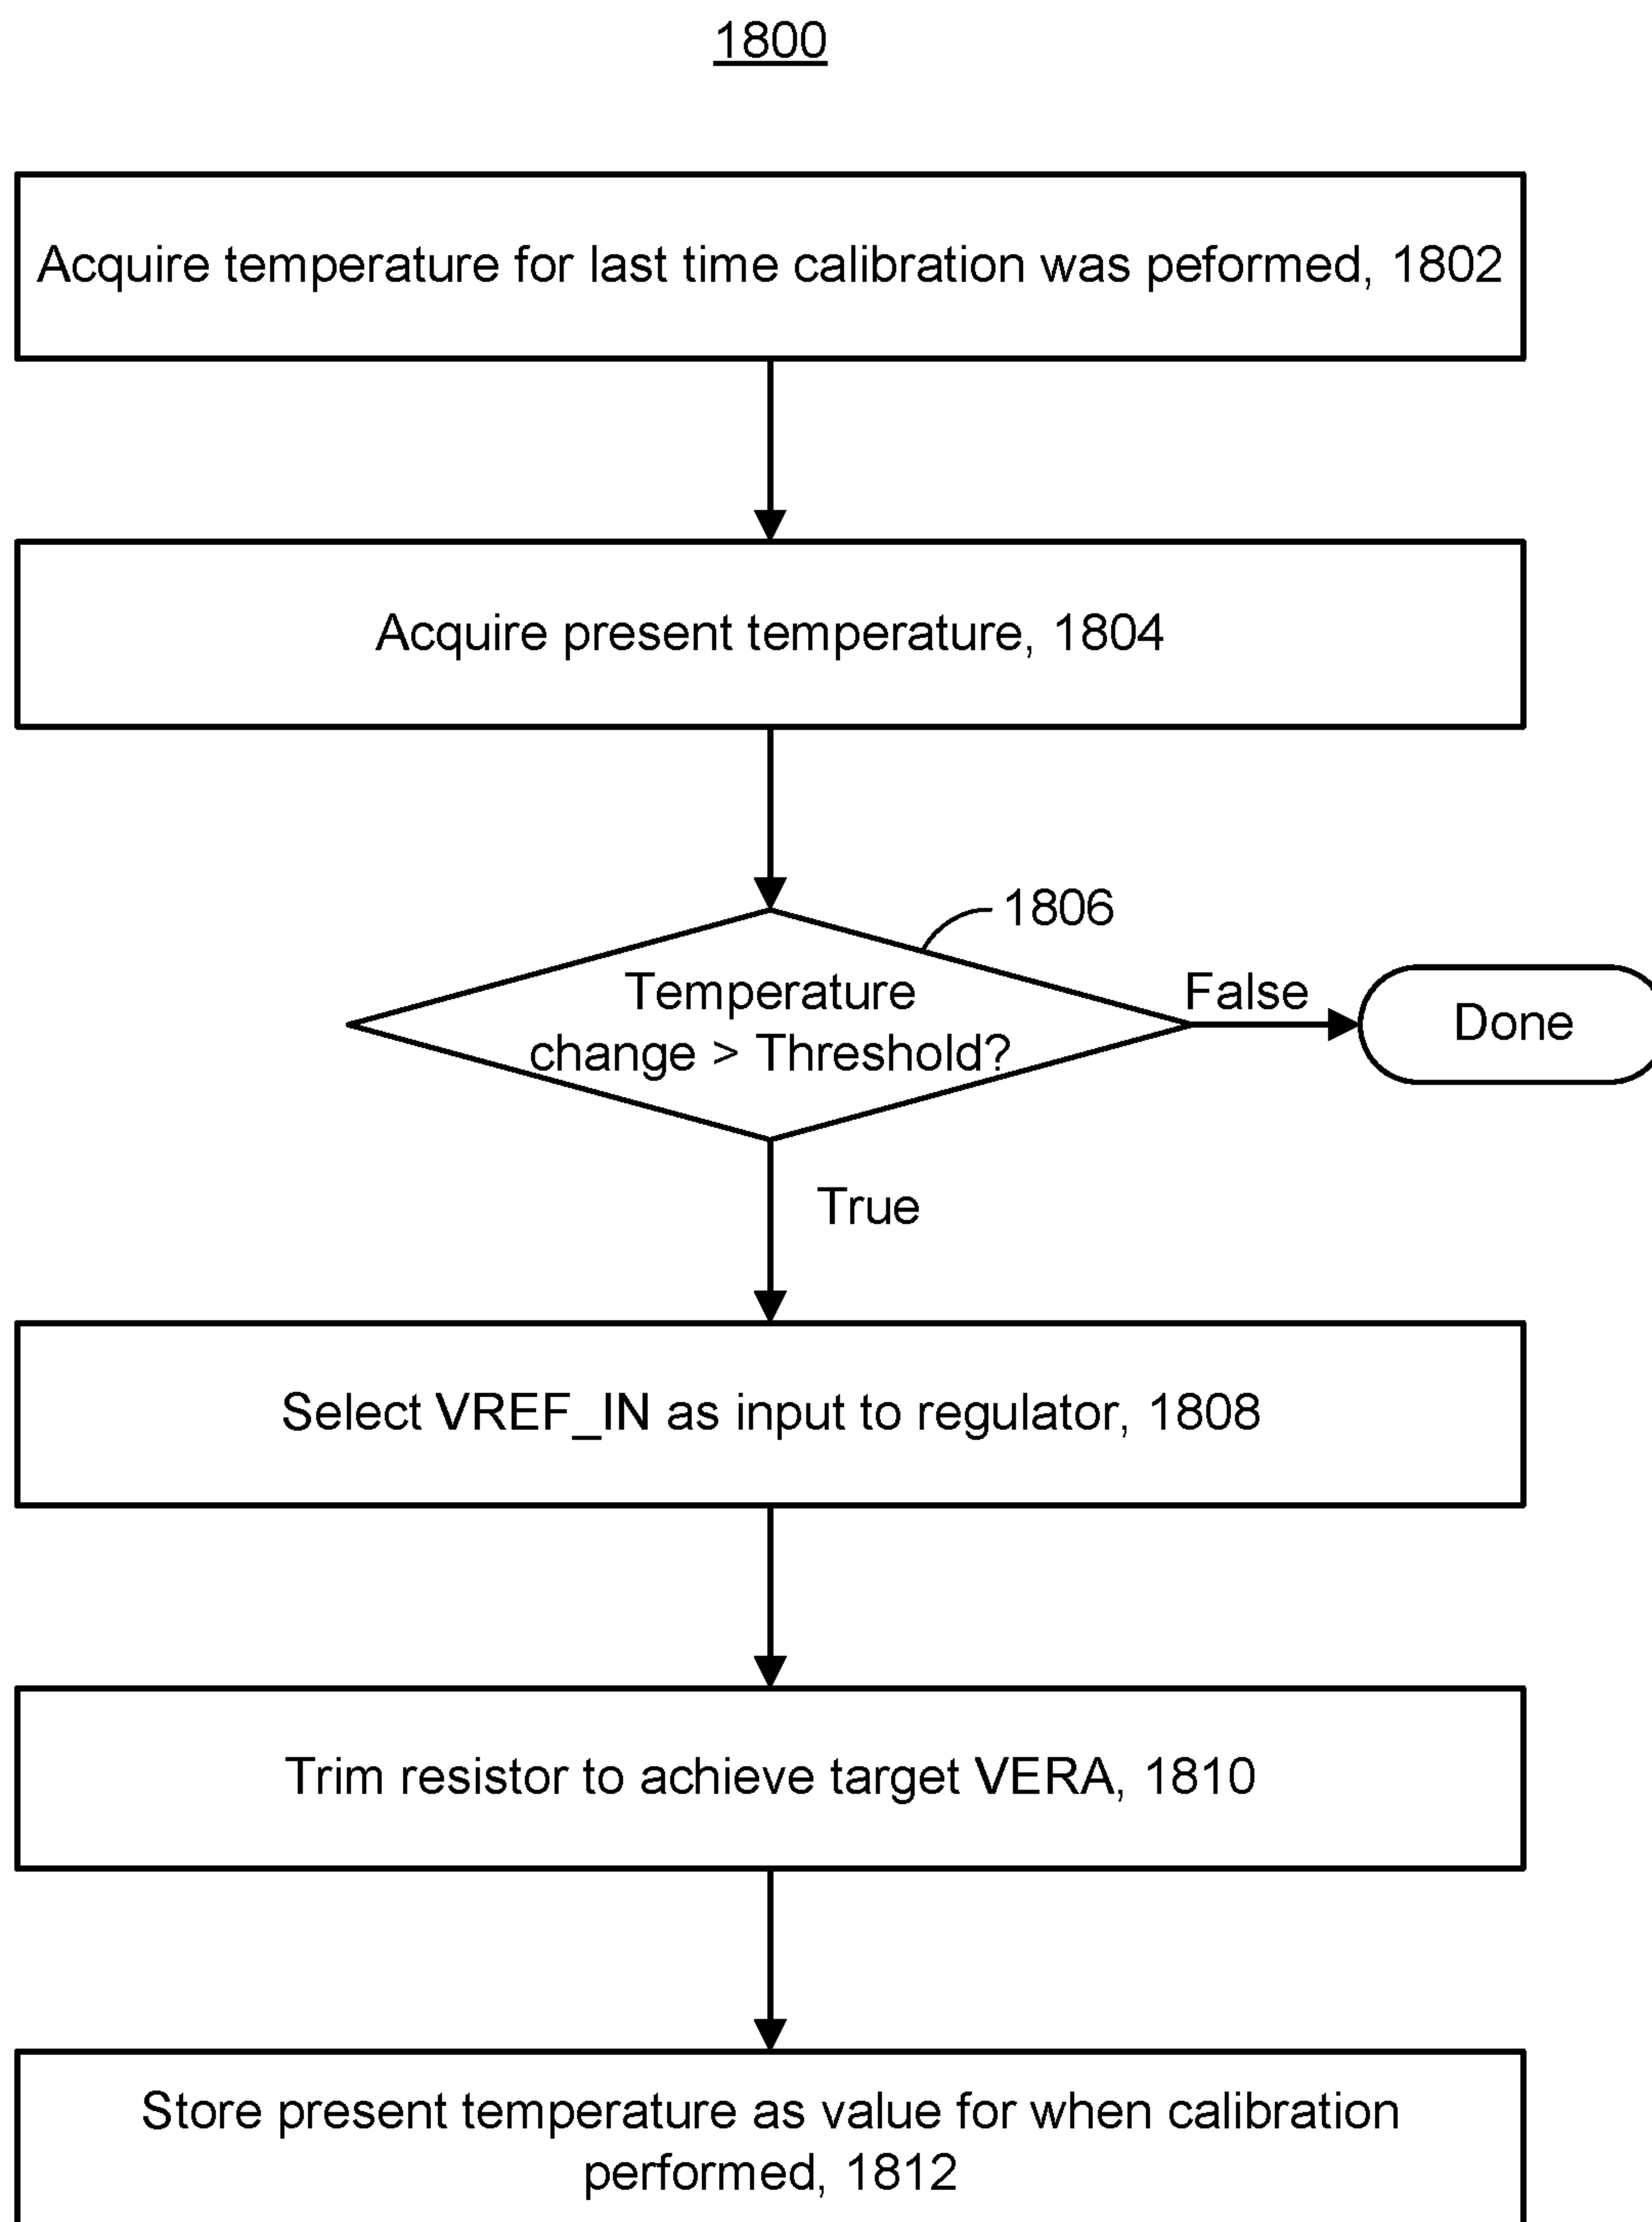 1800
Acquire temperature for last time calibration was peformed, 1802
Acquire present temperature, 1804
1806
Temperature
change > Threshold?
False
Done
True
Select VREF_IN as input to regulator, 1808
Trim resistor to achieve target VERA, 1810
Store present temperature as value for when calibration
performed, 1812